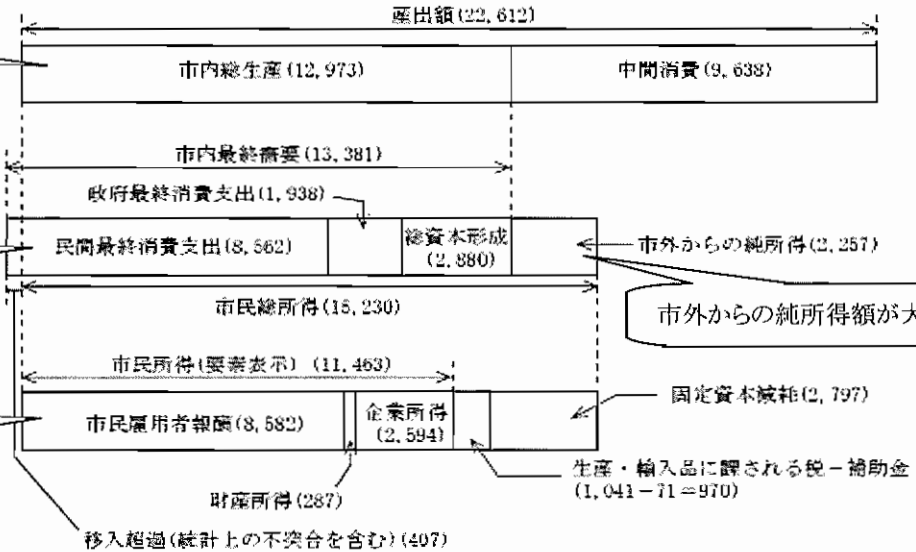 産出額(22,612)
市内総生産(12,973)
中間消費(9,638)
市内最終需要(13,381)
政府最終消費支出(1,938)
民間最終消費支出(8,562)
総資本形成
(2,880)
市外からの純所得(2,257)
市民総所得(15,230)
市外からの純所得額が大
市民所得(要素表示) (11,463)
市民雇用者報酬(8,582)
企業所得
(2,594)
固定資本減耗(2,797)
財産所得(287)
生産・輸入品に課される税－補助金
(1,041－71＝970)
移入超過(統計上の不突合を含む)(407)